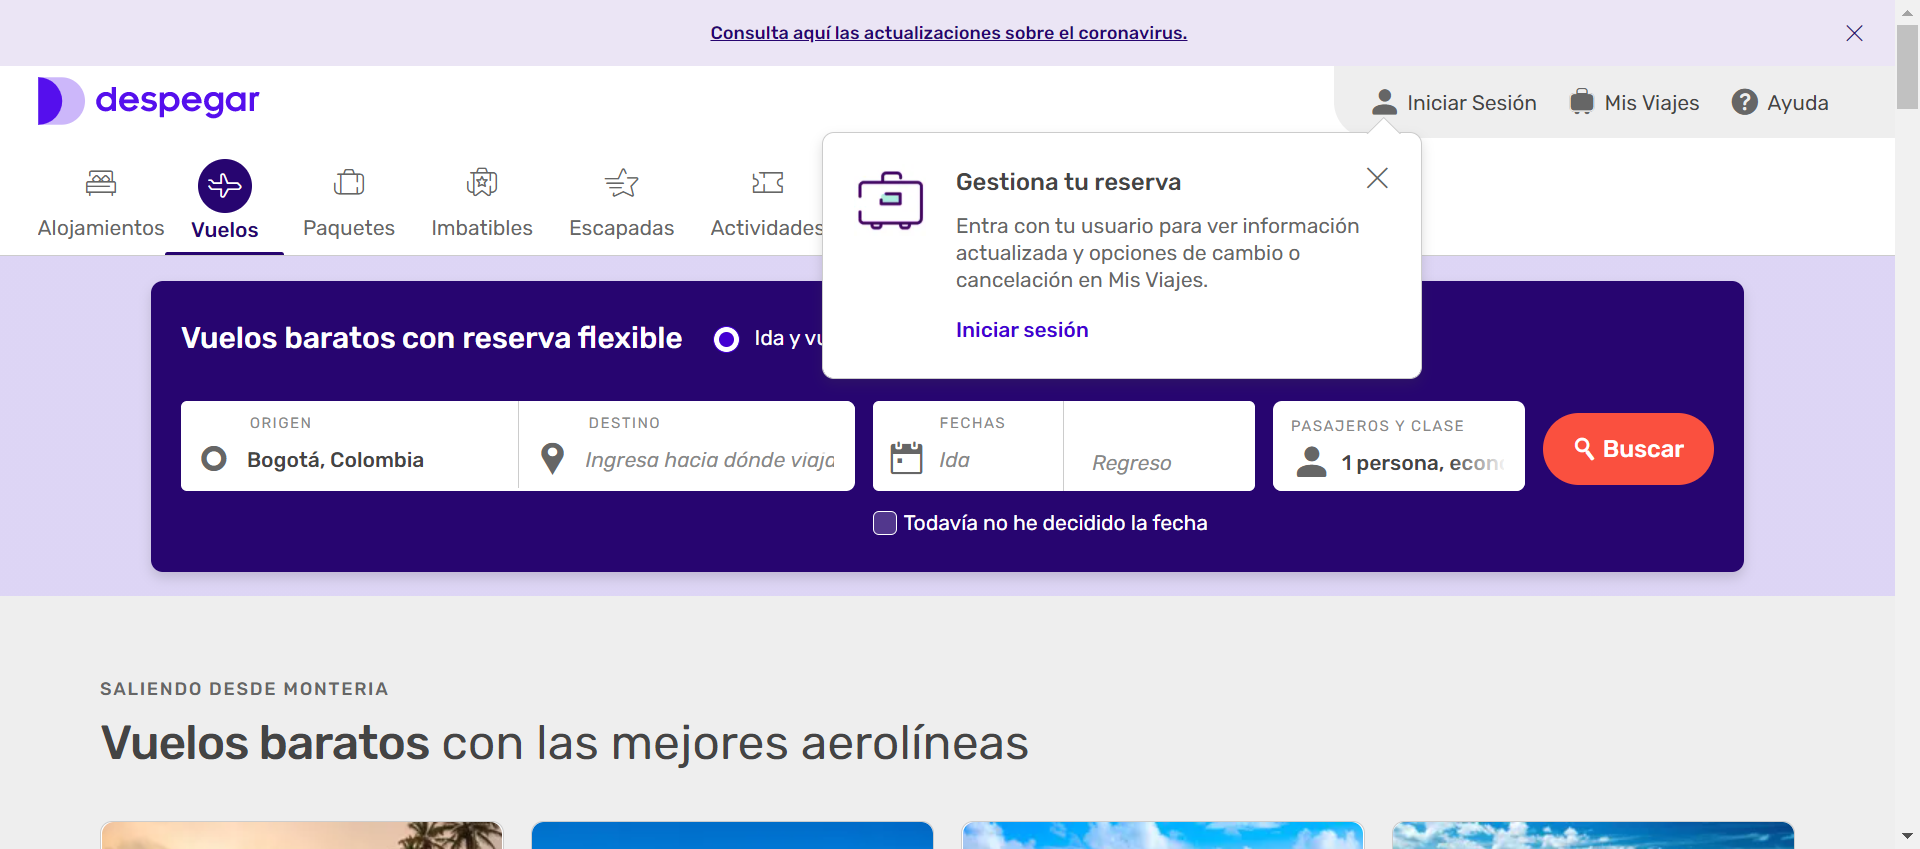 Consulta aquí las actualizaciones sobre el coronavirus.
despegar
Iniciar Sesión
Mis Viajes
Ayuda
Alojamientos
Vuelos
Paquetes
Imbatibles
Escapadas
Actividades
Gestiona tu reserva
Entra con tu usuario para ver información
actualizada y opciones de cambio o
cancelación en Mis Viajes.
Iniciar sesión
Vuelos baratos con reserva flexible
Ida y vu
ORIGEN
Bogotá, Colombia
DESTINO
Ingresa hacia dónde viaja
FECHAS
Ida
Regreso
PASAJEROS Y CLASE
1 persona, econ
Buscar
Todavía no he decidido la fecha
SALIENDO DESDE MONTERIA
Vuelos baratos con las mejores aerolíneas